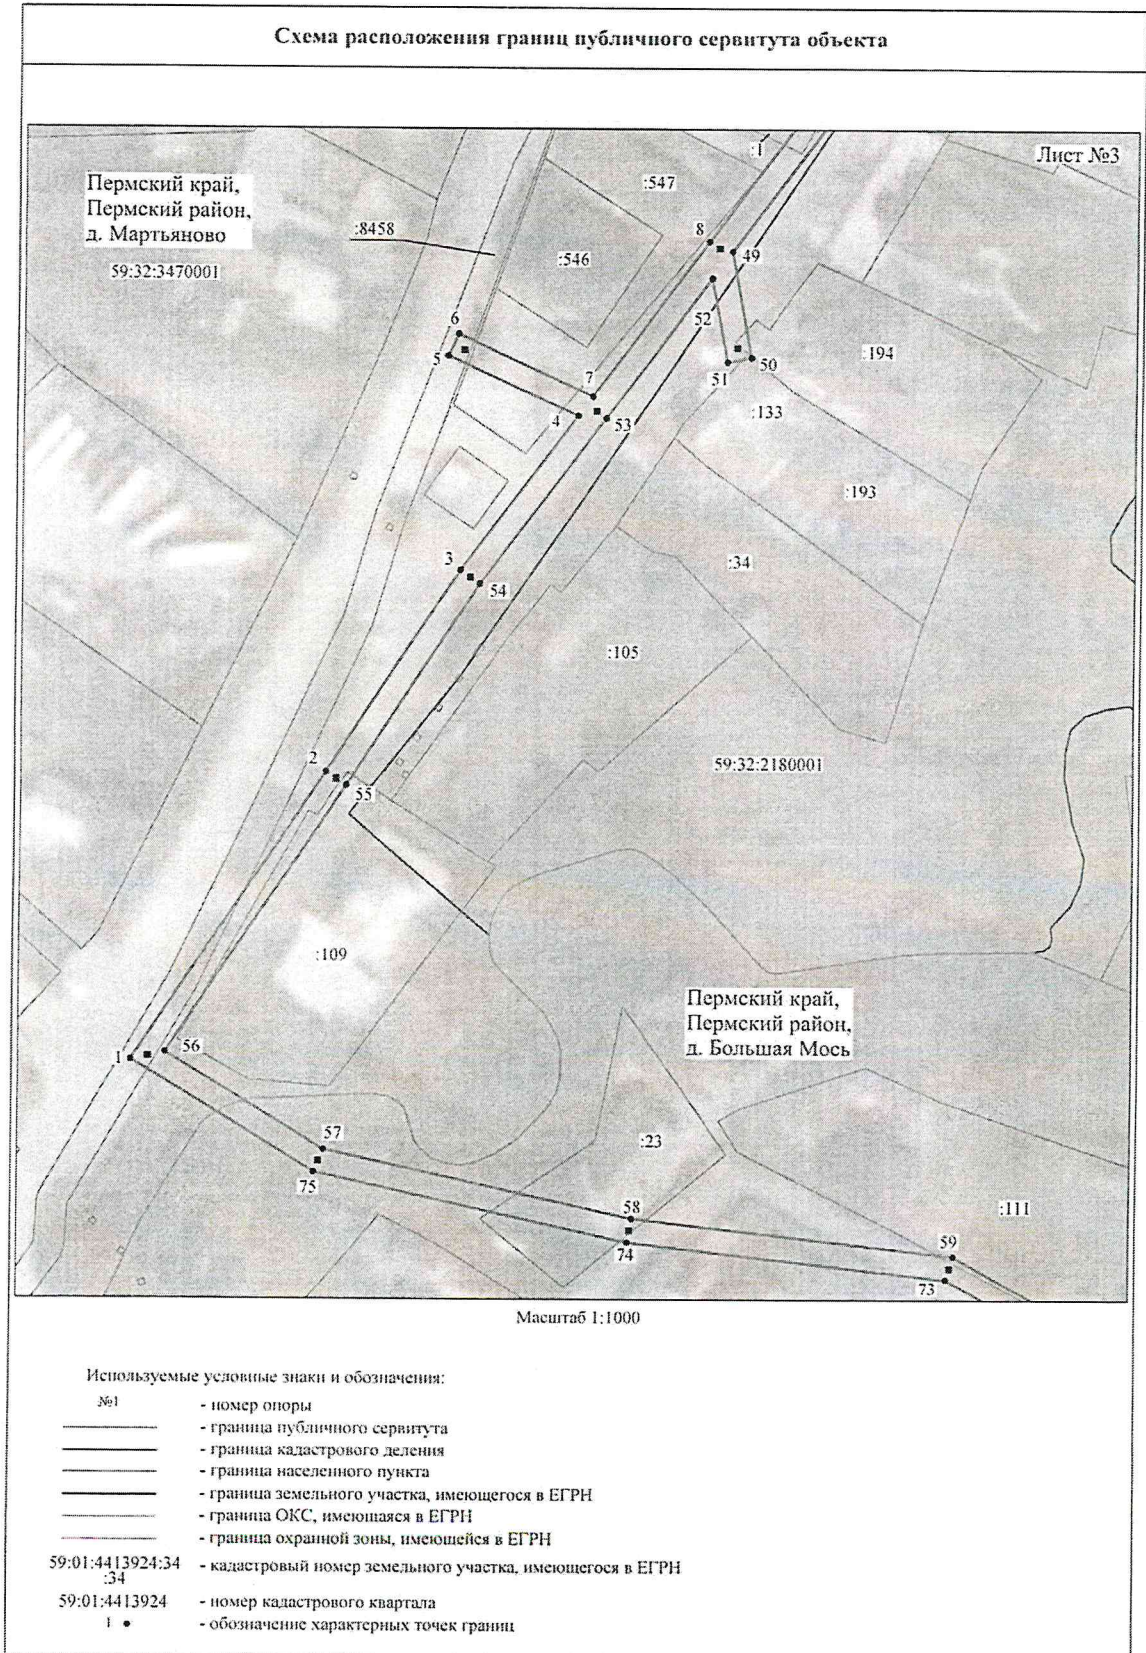 Схема расположения границ публичного сервитута объекта
Лист №3
Пермский край,
Пермский район,
д. Мартьяново
59:32:3470001
:8458
:1
:547
:546
8
49
52
6
5
7
4
53
51
50
:194
:133
:193
:34
3
54
:105
2
55
59:32:2180001
:109
Пермский край,
Пермский район,
д. Большая Мось
1
56
57
75
:23
58
74
:111
59
73
Масштаб 1:1000
Используемые условные знаки и обозначения:
№1 - номер опоры
- граница публичного сервитута
- граница кадастрового деления
- граница населенного пункта
- граница земельного участка, имеющегося в ЕГРН
- граница ОКС, имеющаяся в ЕГРН
- граница охранной зоны, имеющейся в ЕГРН
59:01:4413924:34 - кадастровый номер земельного участка, имеющегося в ЕГРН
:34
59:01:4413924 - номер кадастрового квартала
1 - обозначение характерных точек границ